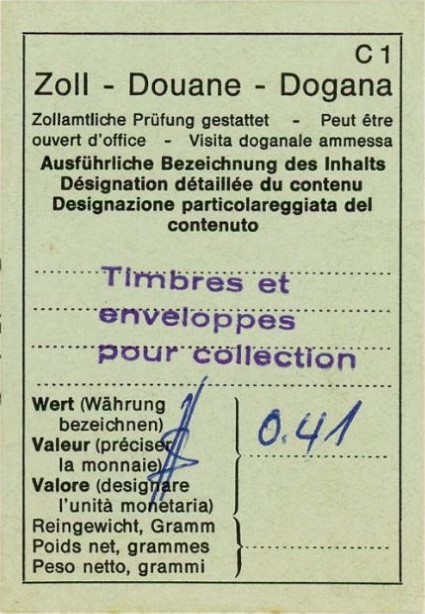 C 1
Zoll - Douane - Dogana
Zollamtliche Prüfung gestattet - Peut être
ouvert d'office - Visita doganale ammessa
Ausführliche Bezeichnung des Inhalts
Désignation détaillée du contenu
Designazione particolareggiata del
contenuto
Timbres et
enveloppes
pour collection
Wert (Währung
bezeichnen)
Valeur (préciser
la monnaie)
Valore (designare
l'unità monetaria)
$ 0.41
Reingewicht, Gramm
Poids net, grammes
Peso netto, grammi